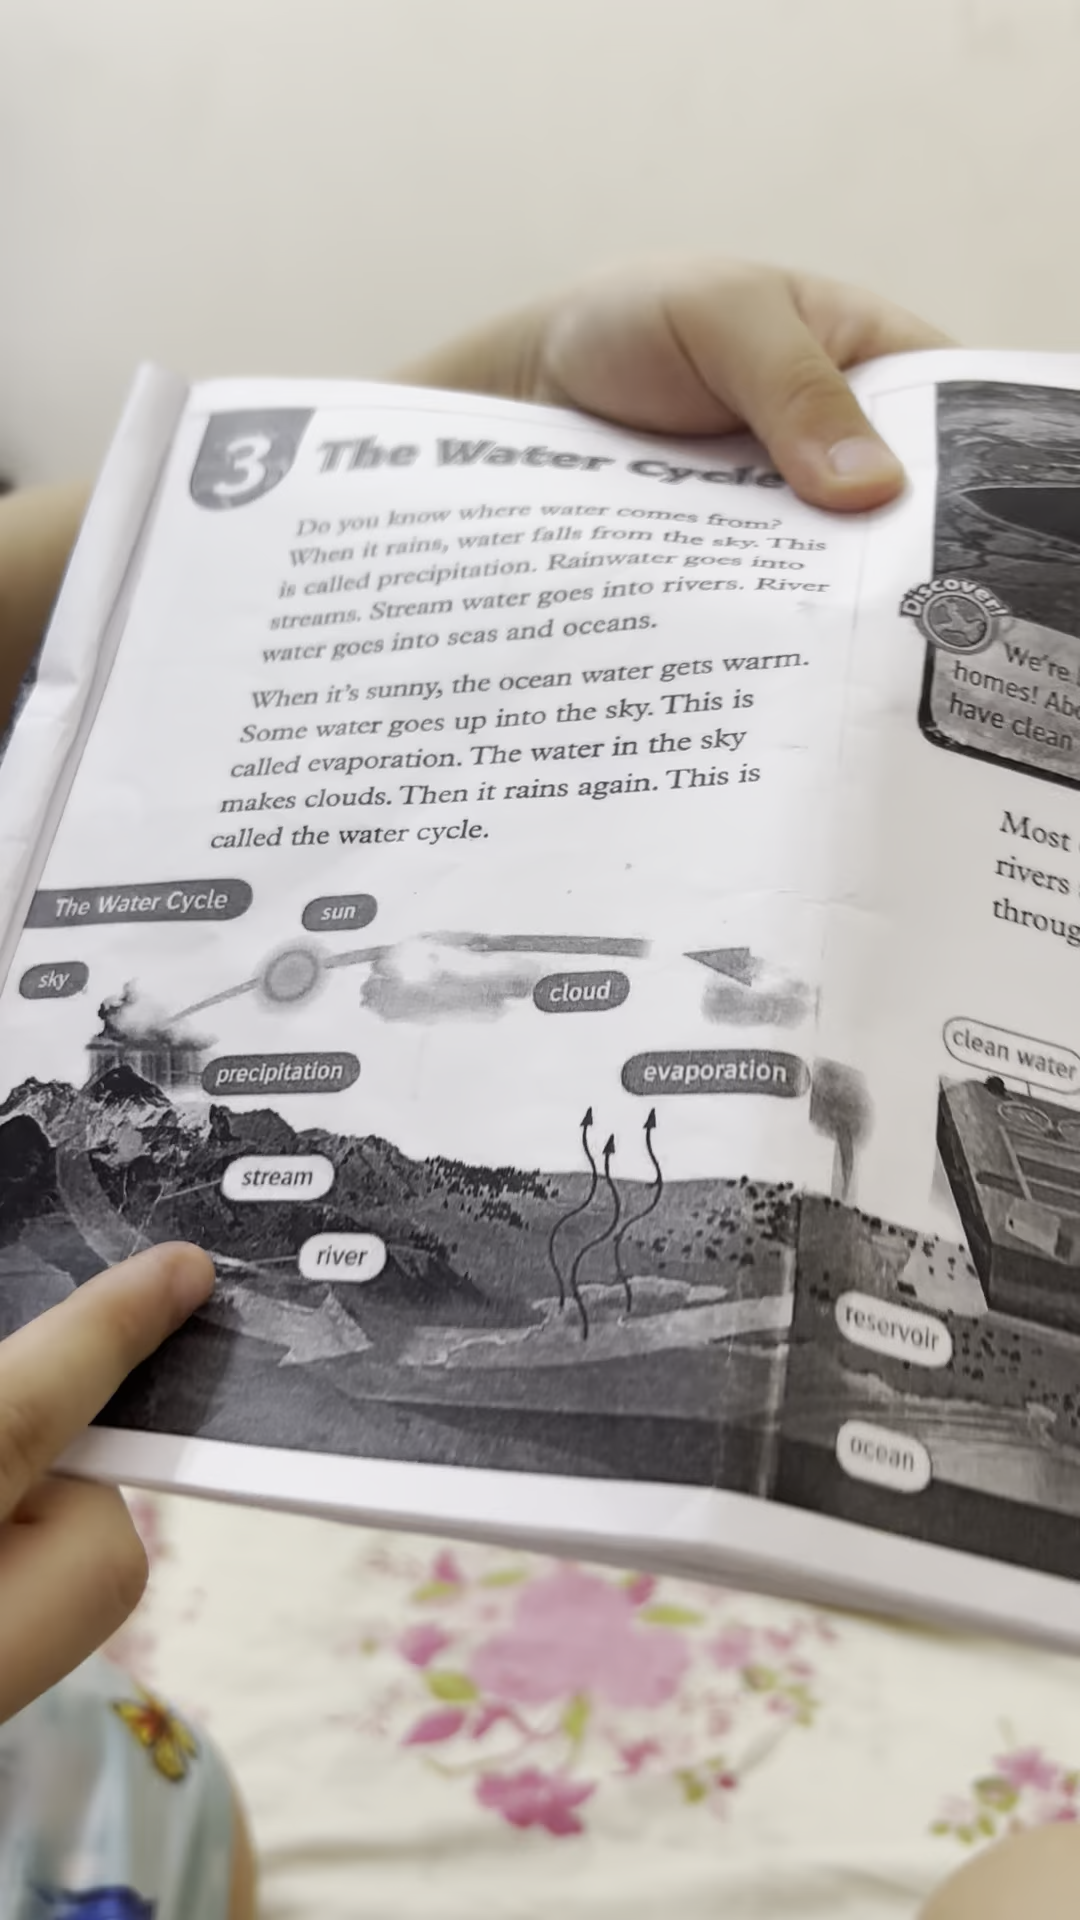 3
The Water Cycle
Do you know where water comes from?
When it rains, water falls from the sky. This
is called precipitation. Rainwater goes into
streams. Stream water goes into rivers. River
water goes into seas and oceans.
When it's sunny, the ocean water gets warm.
Some water goes up into the sky. This is
called evaporation. The water in the sky
makes clouds. Then it rains again. This is
called the water cycle.
The Water Cycle
sun
sky
cloud
precipitation
evaporation
stream
river
Discover!
We're
homes!
have clean
Most
rivers
clean water
reservoir
ocean